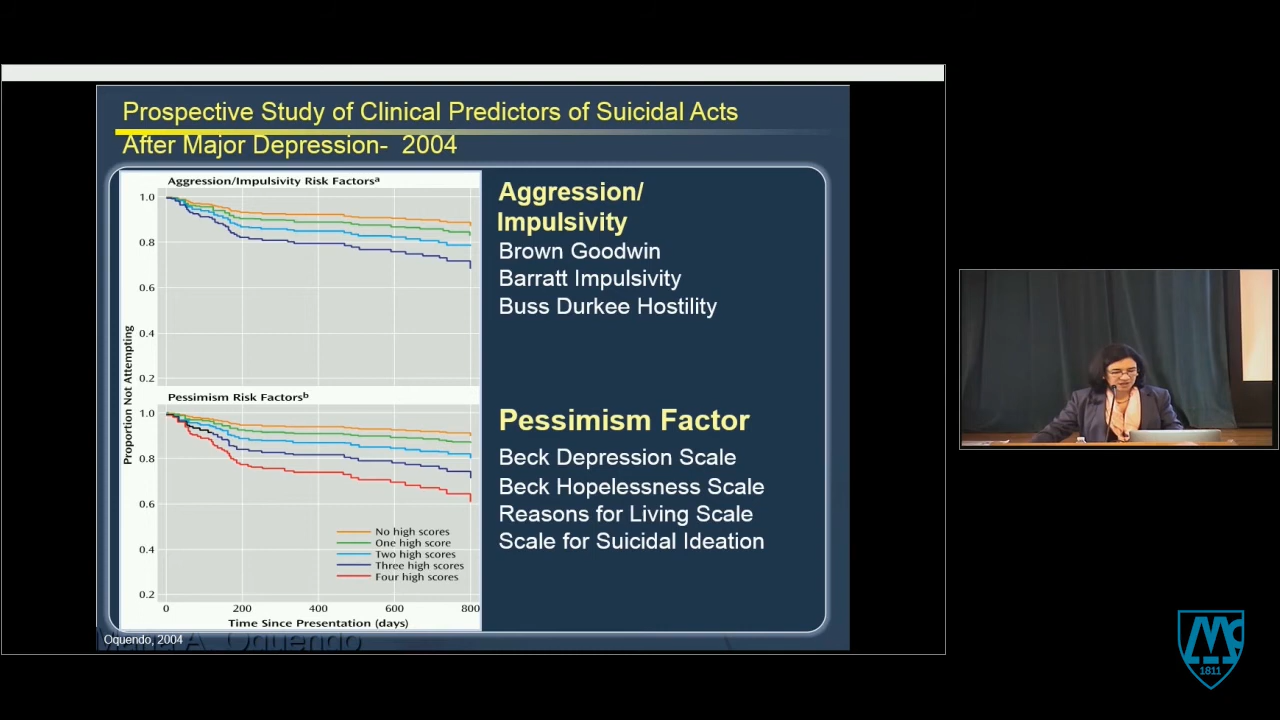 Prospective Study of Clinical Predictors of Suicidal Acts
After Major Depression-  2004
Aggression/Impulsivity Risk Factorsᵃ
1.0
0.8
0.6
0.4
0.2
Proportion Not Attempting
Pessimism Risk Factorsᵇ
1.0
0.8
0.6
0.4
0.2
No high scores
One high score
Two high scores
Three high scores
Four high scores
0 200 400 600 800
Time Since Presentation (days)
Aggression/
Impulsivity
Brown Goodwin
Barratt Impulsivity
Buss Durkee Hostility
Pessimism Factor
Beck Depression Scale
Beck Hopelessness Scale
Reasons for Living Scale
Scale for Suicidal Ideation
Oquendo, 2004
Maria A. Oquendo
M
1811